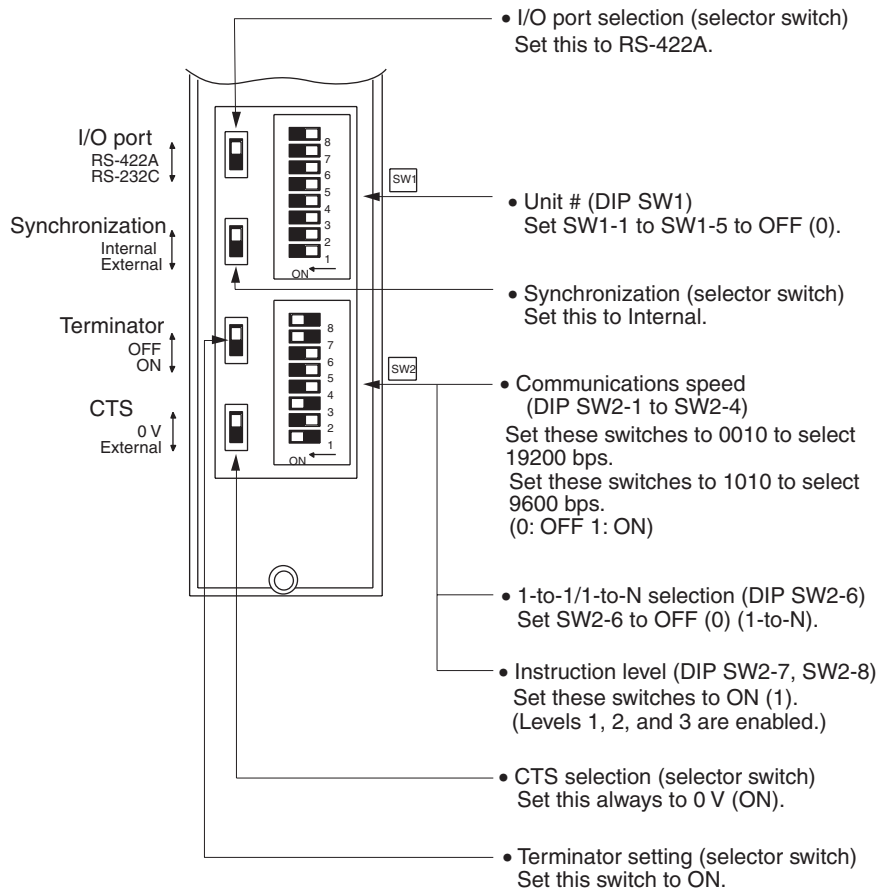 • I/O port selection (selector switch)
Set this to RS-422A.
I/O port
RS-422A
RS-232C
Synchronization
Internal
External
Terminator
OFF
ON
CTS
0 V
External
8
7
6
5
4
3
2
1
ON
SW1
8
7
6
5
4
3
2
1
ON
SW2
• Unit # (DIP SW1)
Set SW1-1 to SW1-5 to OFF (0).
• Synchronization (selector switch)
Set this to Internal.
• Communications speed
(DIP SW2-1 to SW2-4)
Set these switches to 0010 to select
19200 bps.
Set these switches to 1010 to select
9600 bps.
(0: OFF 1: ON)
• 1-to-1/1-to-N selection (DIP SW2-6)
Set SW2-6 to OFF (0) (1-to-N).
• Instruction level (DIP SW2-7, SW2-8)
Set these switches to ON (1).
(Levels 1, 2, and 3 are enabled.)
• CTS selection (selector switch)
Set this always to 0 V (ON).
• Terminator setting (selector switch)
Set this switch to ON.